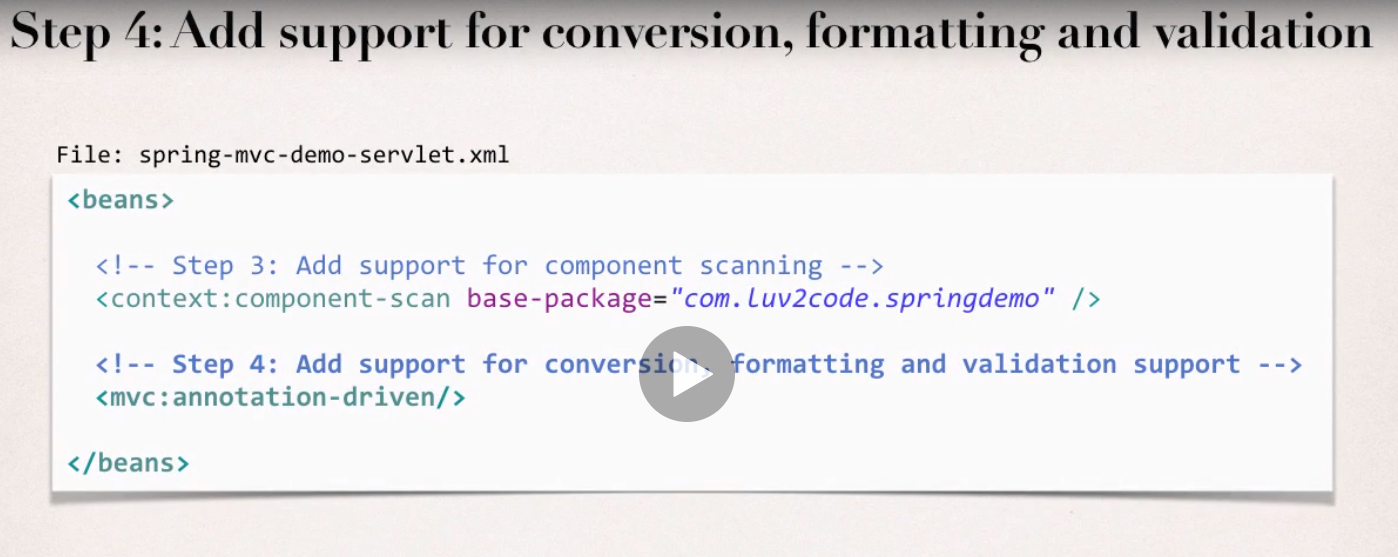 Step 4: Add support for conversion, formatting and validation
File: spring-mvc-demo-servlet.xml
<beans>
<!-- Step 3: Add support for component scanning -->
<context:component-scan base-package="com.luv2code.springdemo" />
<!-- Step 4: Add support for conversion, formatting and validation support -->
<mvc:annotation-driven/>
</beans>